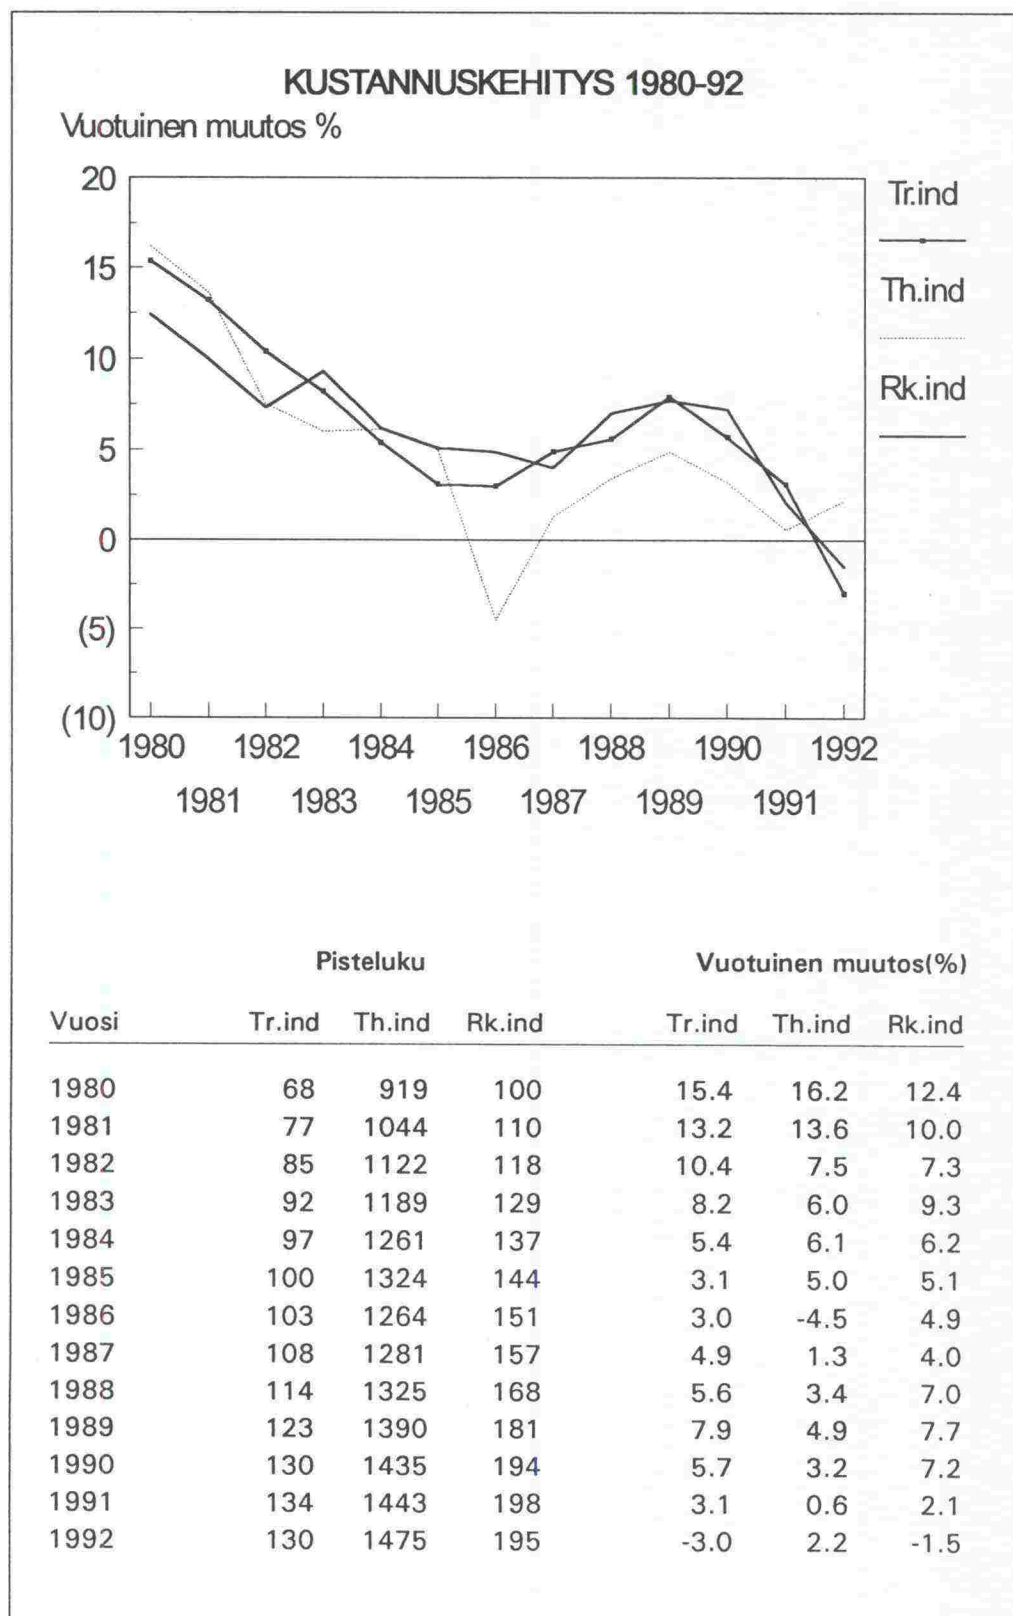 KUSTANNUSKEHITYS 1980-92
Vuotuinen muutos %
20
15
10
5
0
(5)
(10)
1980 1982 1984 1986 1988 1990 1992
1981 1983 1985 1987 1989 1991
Tr.ind
Th.ind
Rk.ind
Pisteluku Vuotuinen muutos(%)
Vuosi Tr.ind Th.ind Rk.ind Tr.ind Th.ind Rk.ind
1980 68 919 100 15.4 16.2 12.4
1981 77 1044 110 13.2 13.6 10.0
1982 85 1122 118 10.4 7.5 7.3
1983 92 1189 129 8.2 6.0 9.3
1984 97 1261 137 5.4 6.1 6.2
1985 100 1324 144 3.1 5.0 5.1
1986 103 1264 151 3.0 -4.5 4.9
1987 108 1281 157 4.9 1.3 4.0
1988 114 1325 168 5.6 3.4 7.0
1989 123 1390 181 7.9 4.9 7.7
1990 130 1435 194 5.7 3.2 7.2
1991 134 1443 198 3.1 0.6 2.1
1992 130 1475 195 -3.0 2.2 -1.5